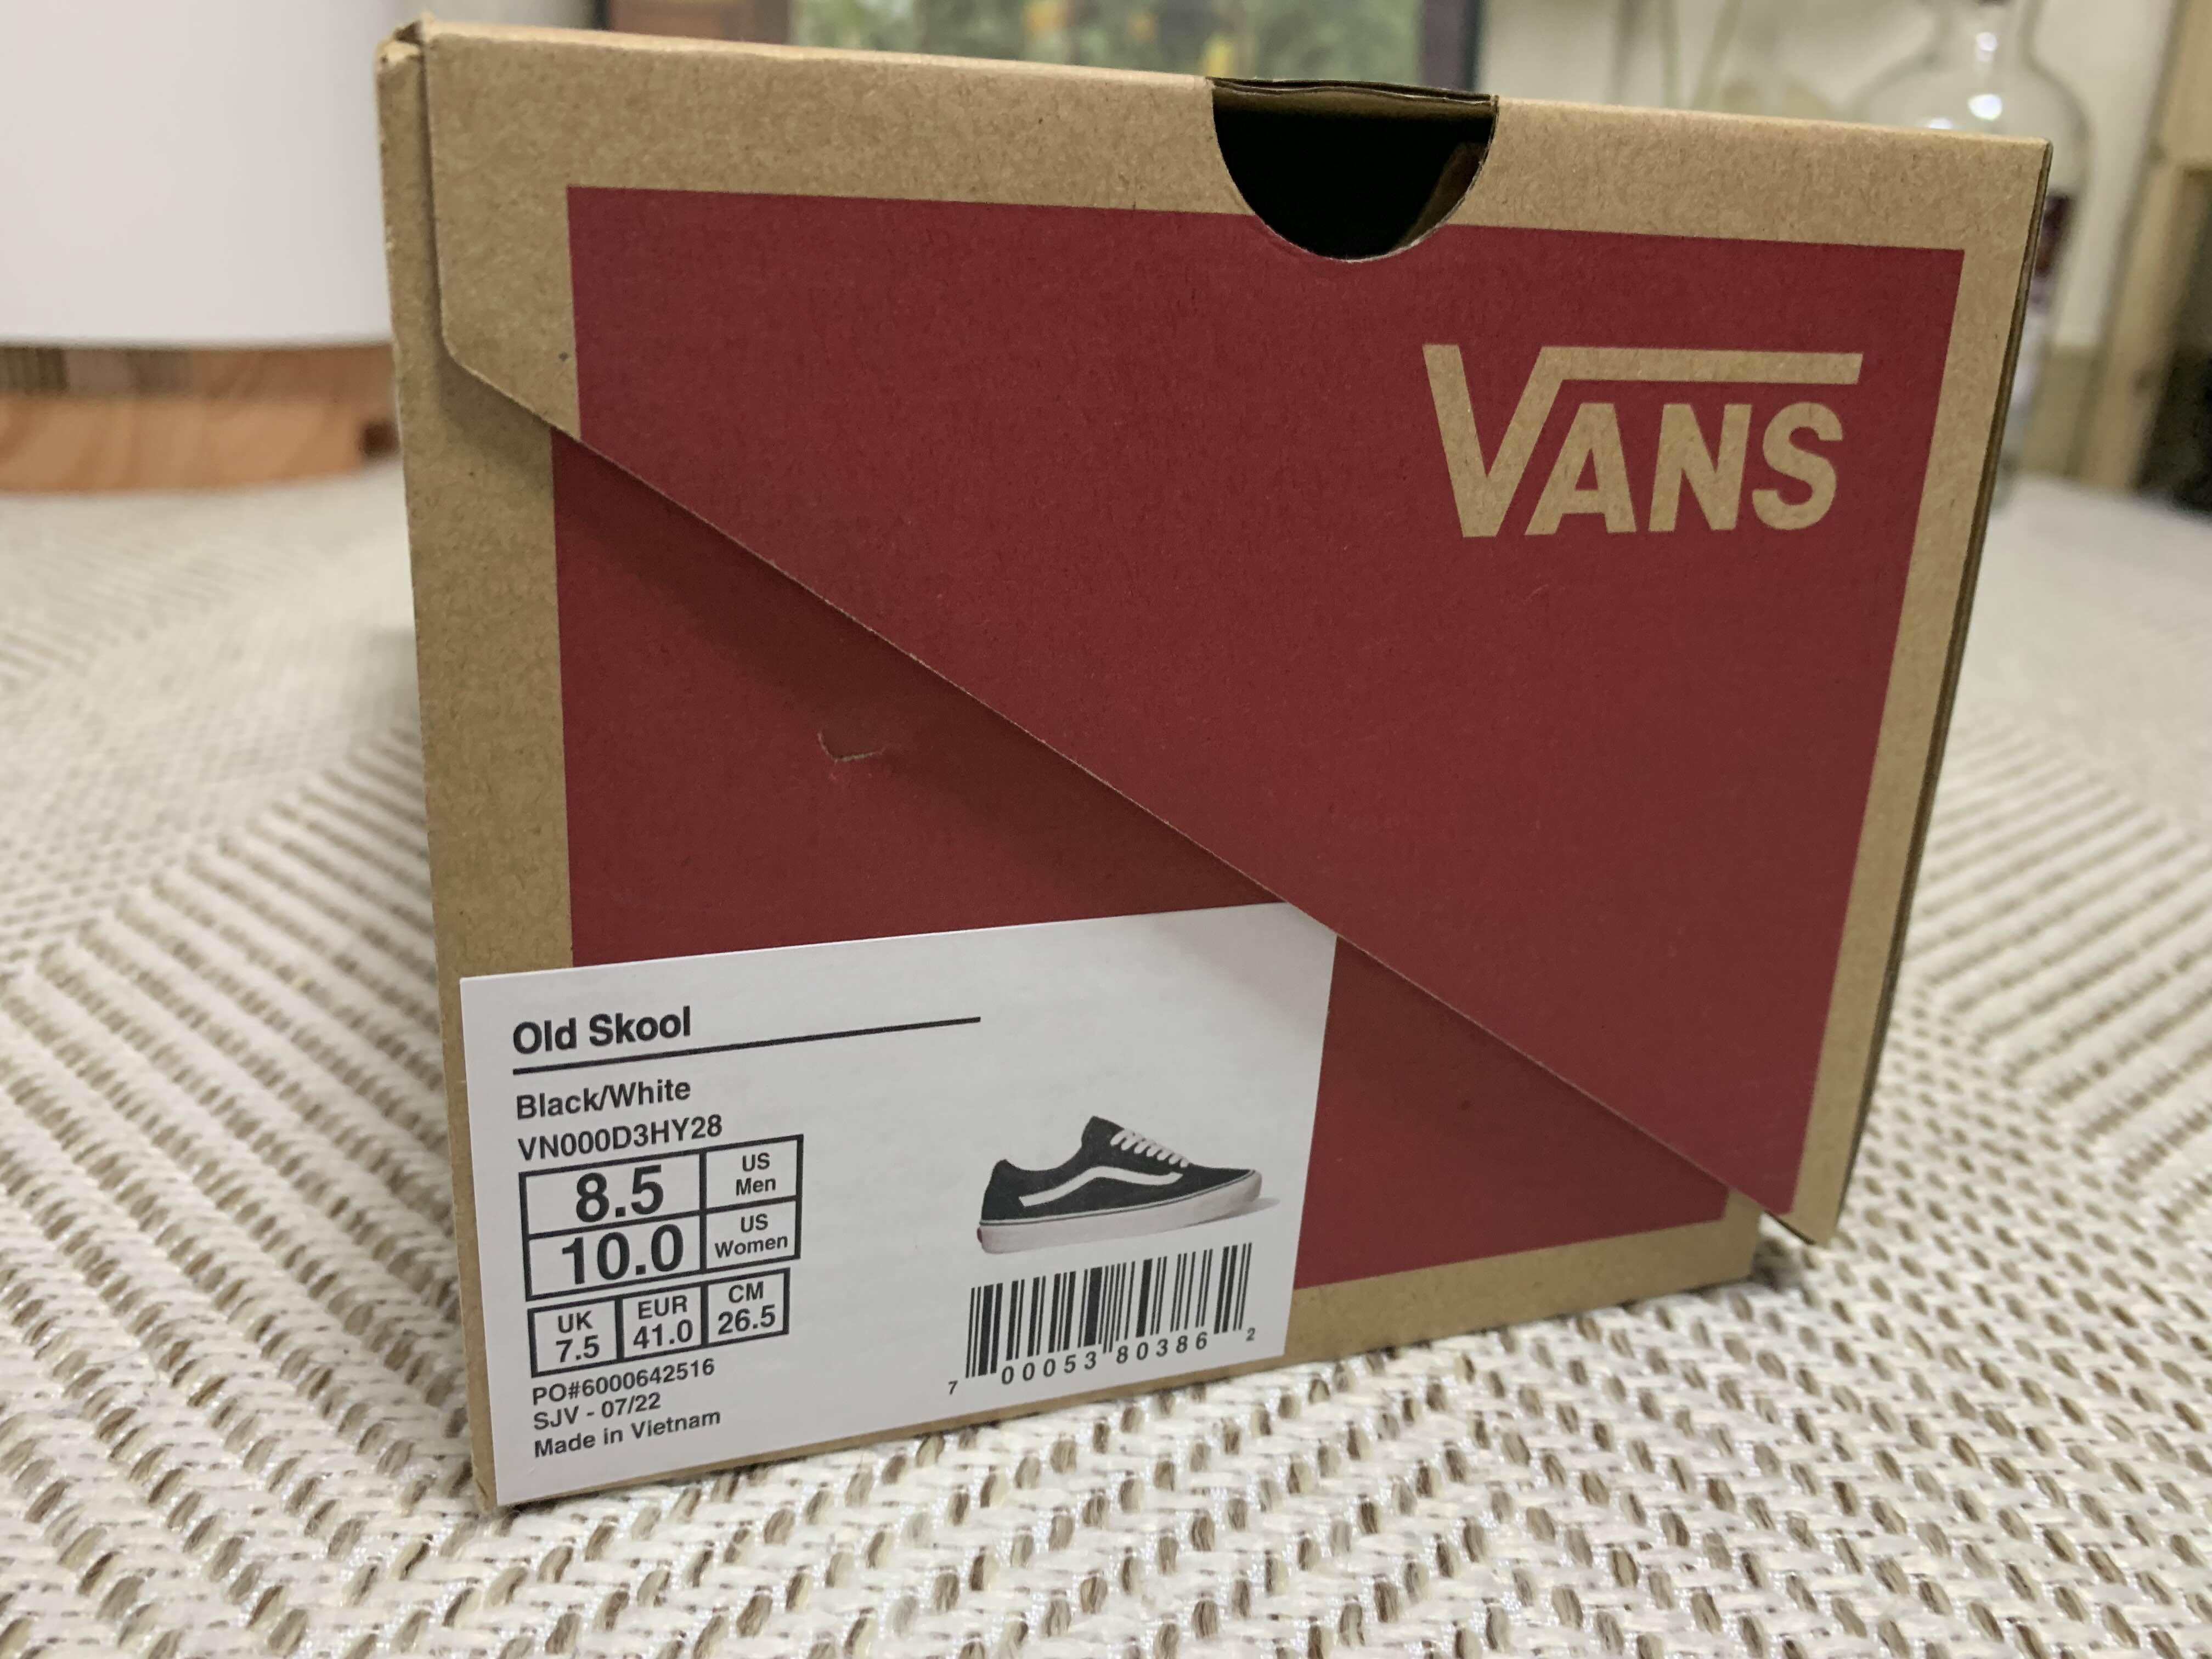 VANS
Old Skool
Black/White
VN000D3HY28
8.5 US Men
10.0 US Women
UK 7.5 EUR 41.0 CM 26.5
PO#6000642516
SJV - 07/22
Made in Vietnam
7 00053 80386 2